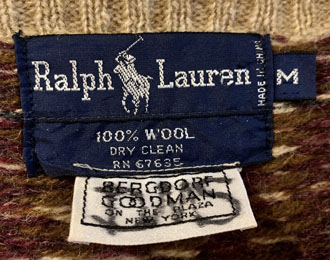 Ralph Lauren
MADE IN CHINA
M
100% WOOL
DRY CLEAN
RN 67635
BERGDORF
GOODMAN
ON THE PLAZA
NEW YORK